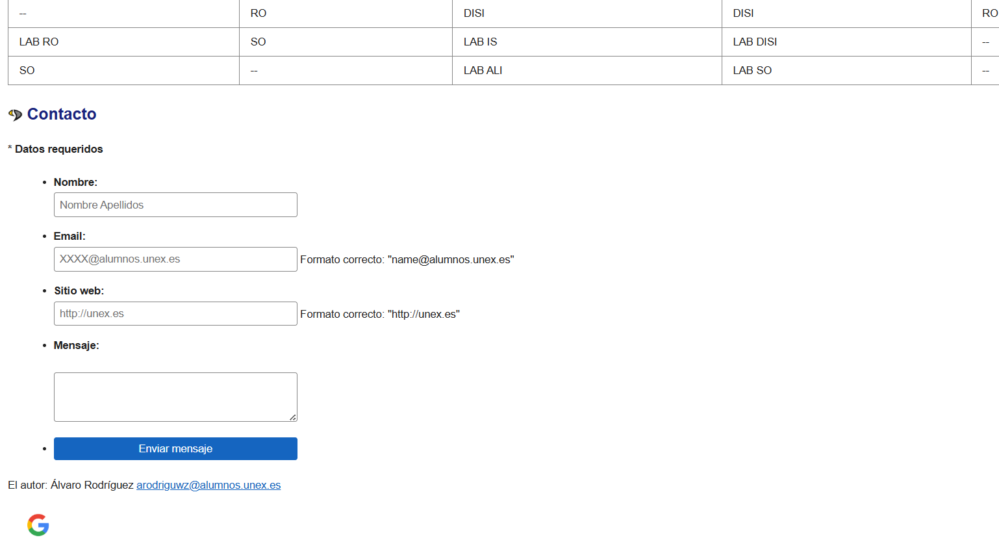 -- RO DISI DISI RO
LAB RO SO LAB IS LAB DISI --
SO -- LAB ALI LAB SO --
Contacto
* Datos requeridos
Nombre:
Nombre Apellidos
Email:
XXXX@alumnos.unex.es Formato correcto: "name@alumnos.unex.es"
Sitio web:
http://unex.es Formato correcto: "http://unex.es"
Mensaje:
Enviar mensaje
El autor: Álvaro Rodríguez arodriguwz@alumnos.unex.es